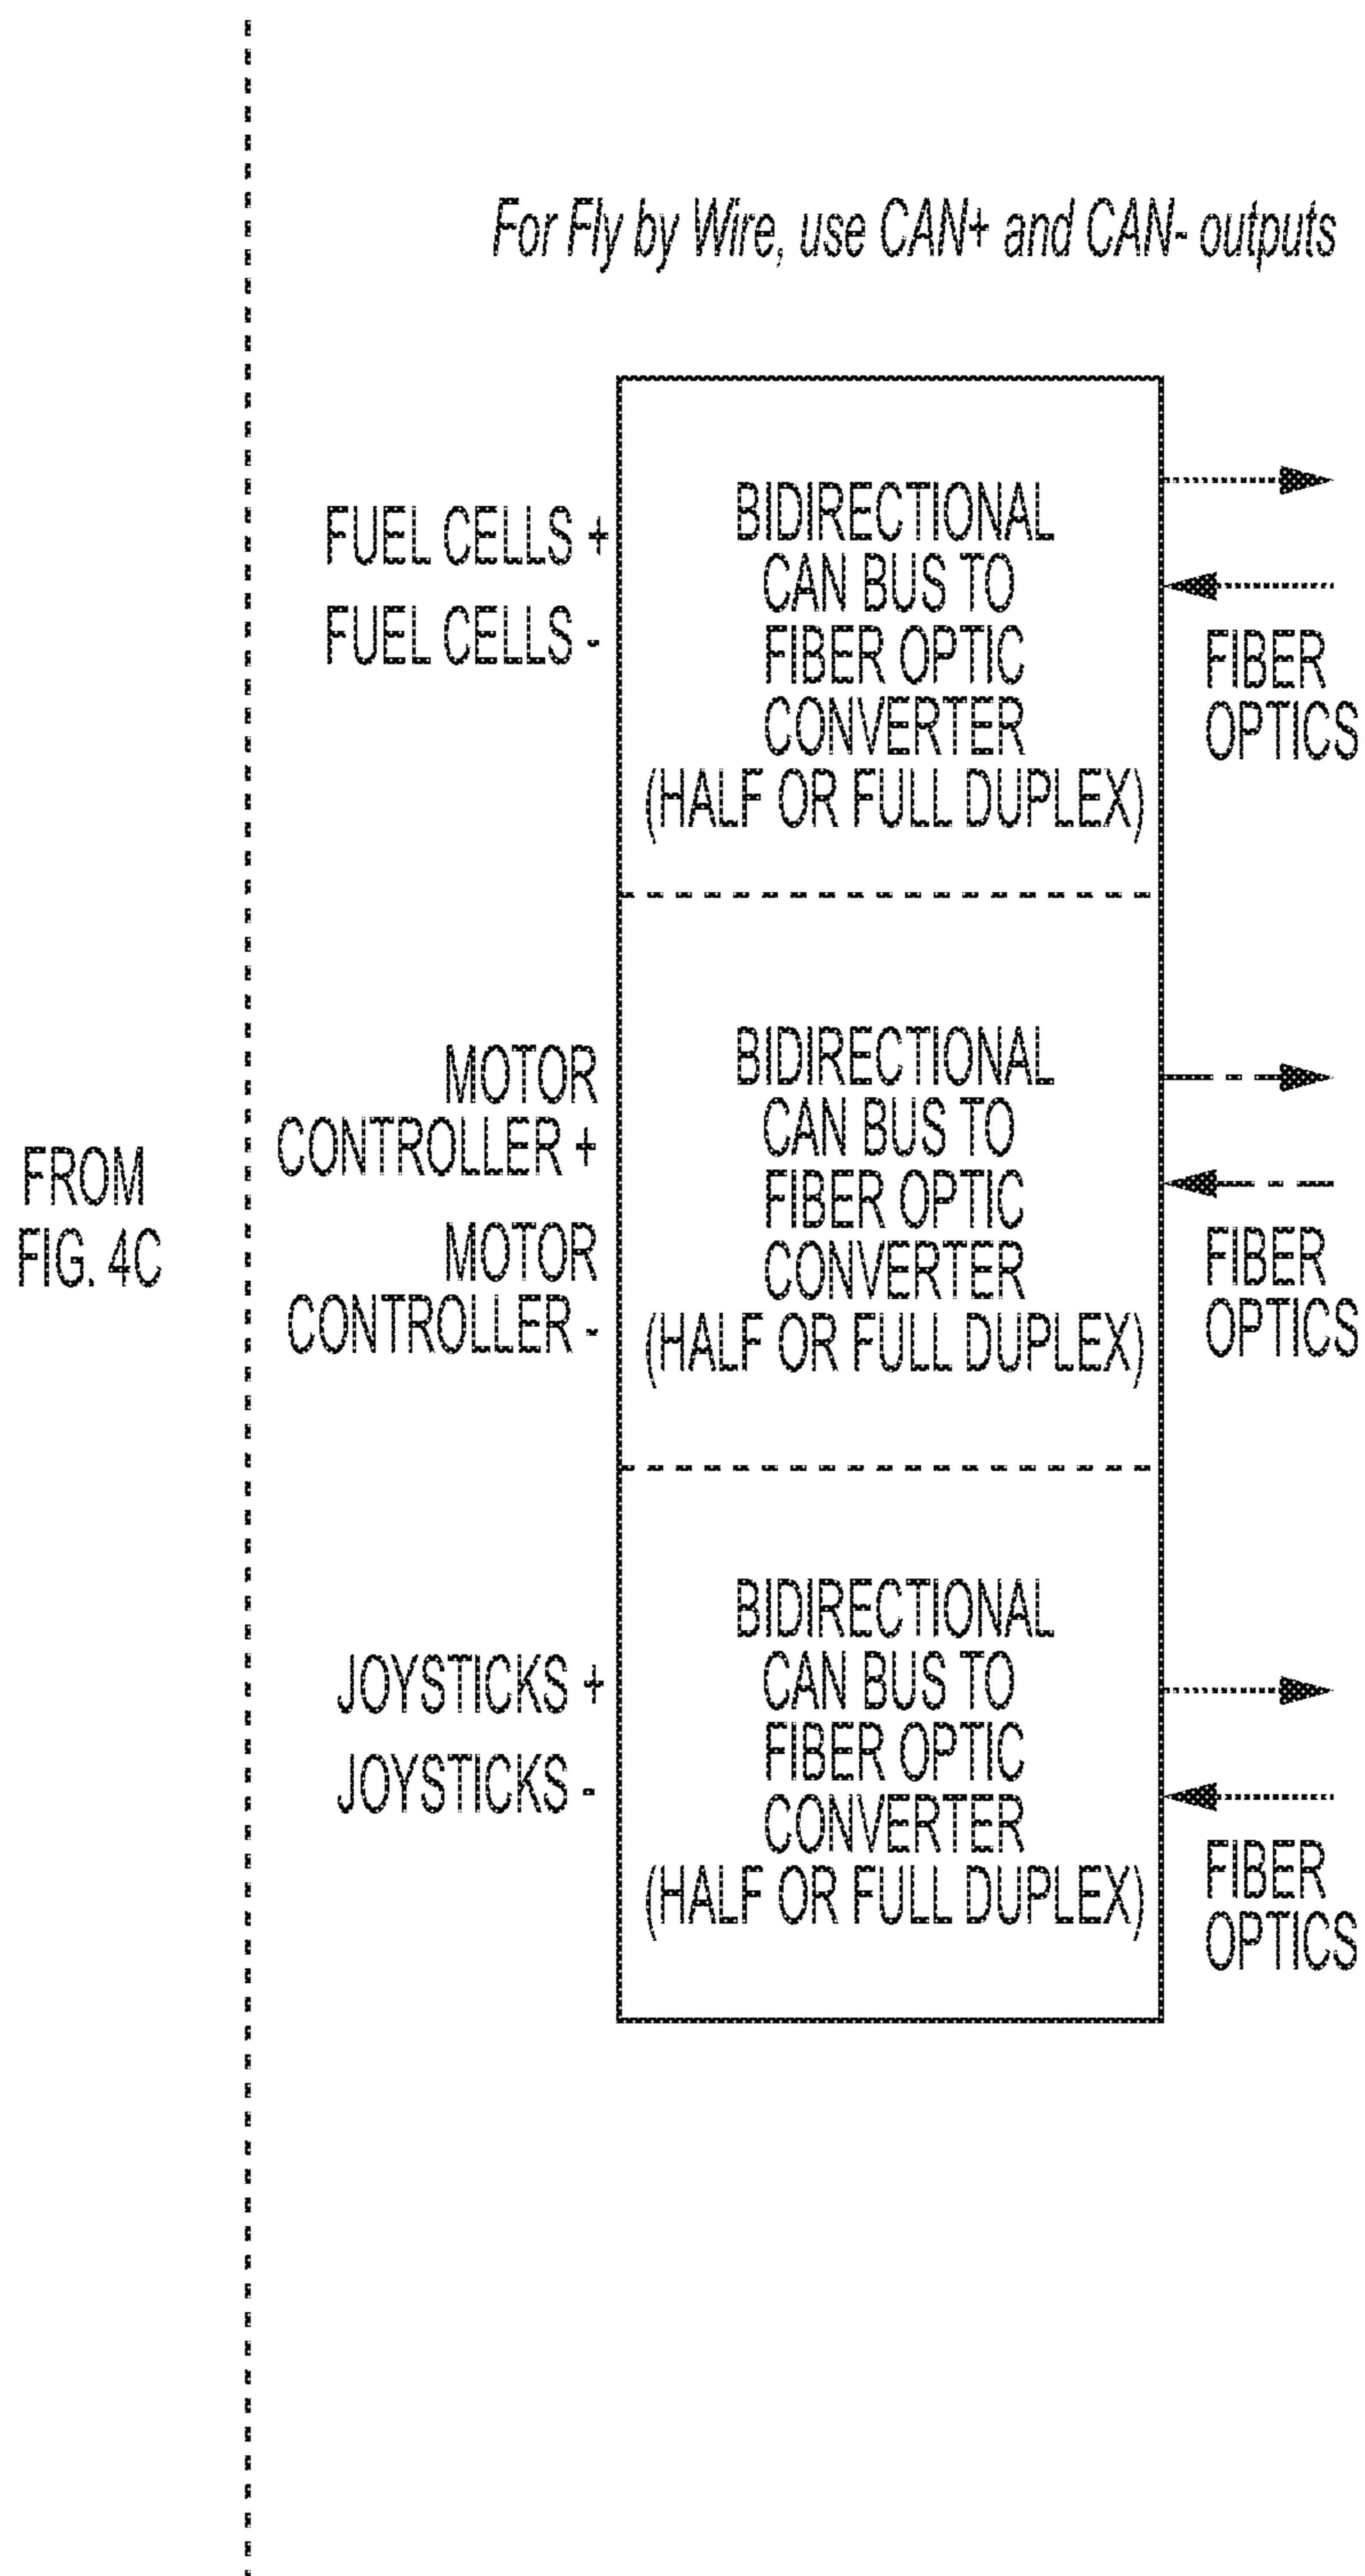 For Fly by Wire, use CAN+ and CAN- outputs
FUEL CELLS +
FUEL CELLS -
BIDIRECTIONAL
CAN BUS TO
FIBER OPTIC
CONVERTER
(HALF OR FULL DUPLEX)
FIBER
OPTICS
FROM
FIG. 4C
MOTOR
CONTROLLER +
MOTOR
CONTROLLER -
BIDIRECTIONAL
CAN BUS TO
FIBER OPTIC
CONVERTER
(HALF OR FULL DUPLEX)
FIBER
OPTICS
JOYSTICKS +
JOYSTICKS -
BIDIRECTIONAL
CAN BUS TO
FIBER OPTIC
CONVERTER
(HALF OR FULL DUPLEX)
FIBER
OPTICS